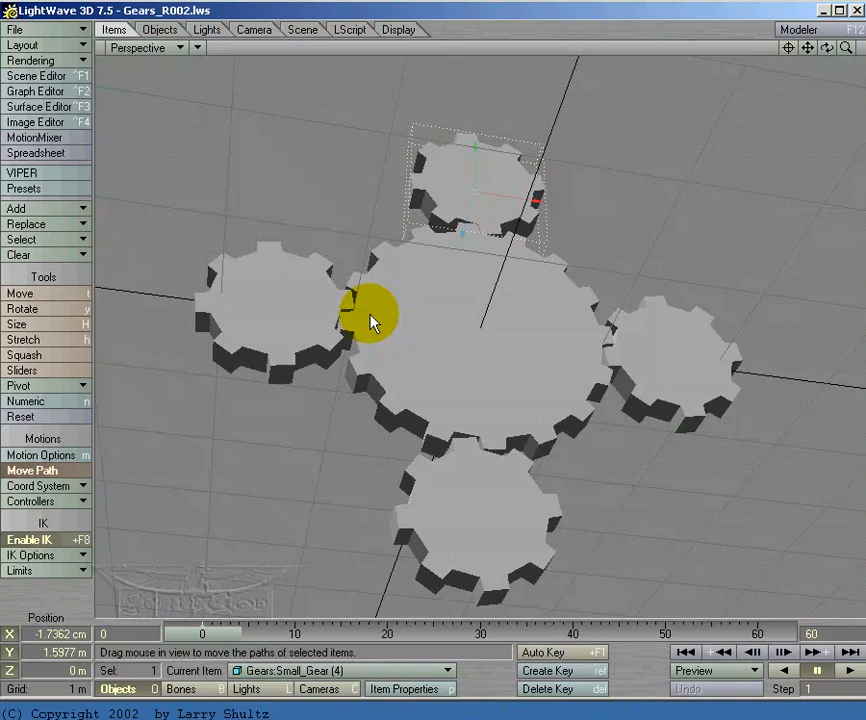 LightWave 3D 7.5 - Gears_R002.lws
File
Items
Objects
Lights
Camera
Scene
LScript
Display
Modeler F12
Layout
Perspective
Rendering
Scene Editor ^F1
Graph Editor ^F2
Surface Editor ^F3
Image Editor ^F4
MotionMixer
Spreadsheet
VIPER
Presets
Add
Replace
Select
Clear
Tools
Move t
Rotate y
Size H
Stretch h
Squash
Sliders
Pivot
Numeric n
Reset
Motions
Motion Options m
Move Path
Coord System
Controllers
IK
Enable IK +F8
IK Options
Limits
Position
X -1.7362 cm 0 0 10 20 30 40 50 60 60
Y 1.5977 m Drag mouse in view to move the paths of selected items. Auto Key +F1
Z 0 m Sel: 1 Current Item Gears:Small_Gear (4) Create Key ret Preview
Grid: 1 m Objects O Bones B Lights L Cameras C Item Properties p Delete Key del Undo Step 1
(C) Copyright 2002 by Larry Shultz